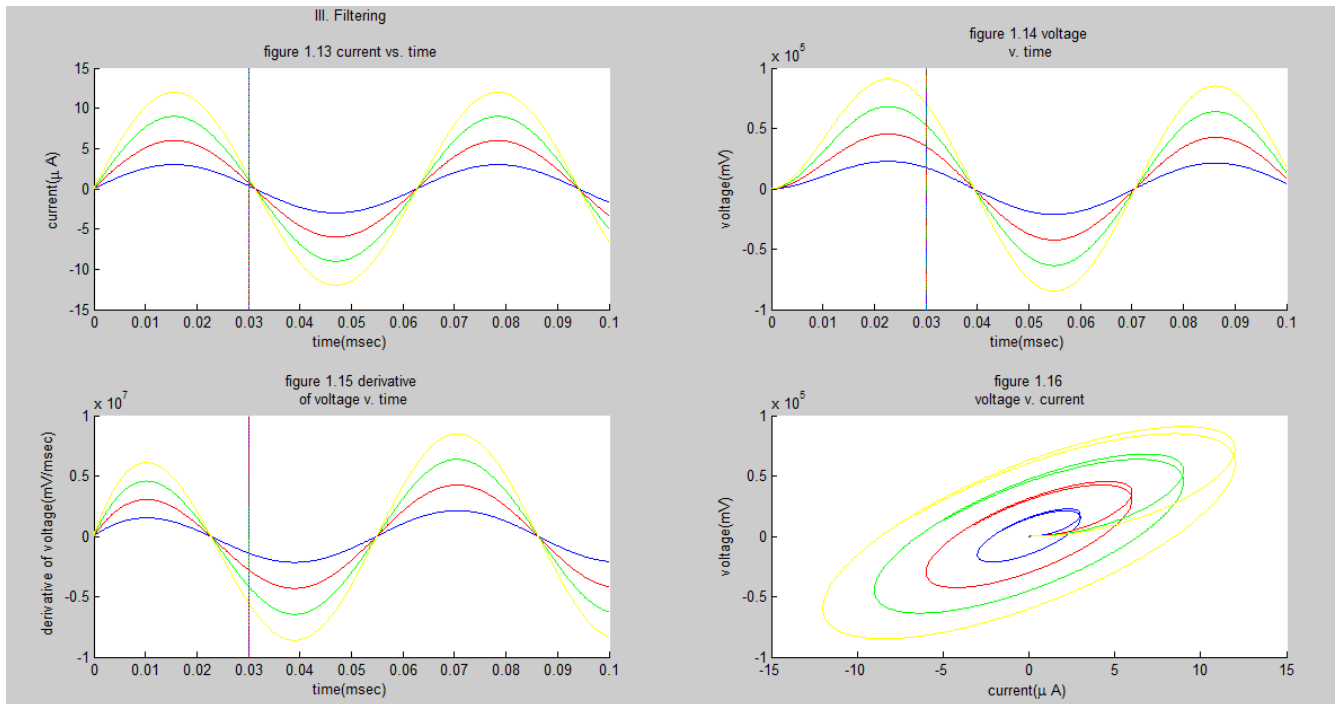 III. Filtering
figure 1.13 current vs. time
15
10
5
0
-5
-10
-15
current(μ A)
0 0.01 0.02 0.03 0.04 0.05 0.06 0.07 0.08 0.09 0.1
time(msec)
figure 1.14 voltage
v. time
x 10^5
1
0.5
0
-0.5
-1
voltage(mV)
0.01 0.02 0.03 0.04 0.05 0.06 0.07 0.08 0.09 0.1
time(msec)
figure 1.15 derivative
of voltage v. time
x 10^7
1
0.5
0
-0.5
-1
derivative of voltage(mV/msec)
0 0.01 0.02 0.03 0.04 0.05 0.06 0.07 0.08 0.09 0.1
time(msec)
figure 1.16
voltage v. current
x 10^5
1
0.5
0
-0.5
-1
voltage(mV)
-15 -10 -5 0 5 10 15
current(μ A)